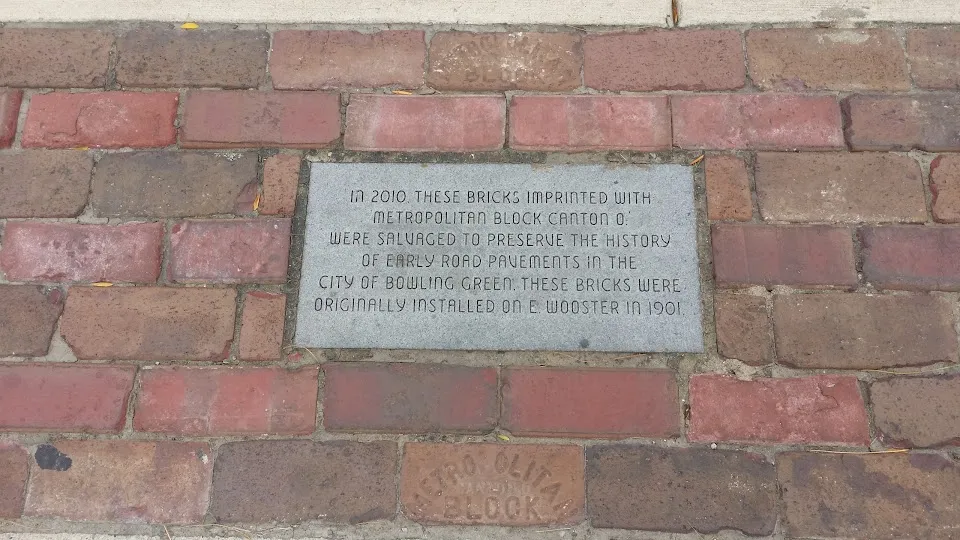 BLOCK
IN 2010, THESE BRICKS IMPRINTED WITH
METROPOLITAN BLOCK CANTON O.'
WERE SALVAGED TO PRESERVE THE HISTORY
OF EARLY ROAD PAVEMENTS IN THE
CITY OF BOWLING GREEN. THESE BRICKS WERE
ORIGINALLY INSTALLED ON E. WOOSTER IN 1901.
METROPOLITAN
BLOCK